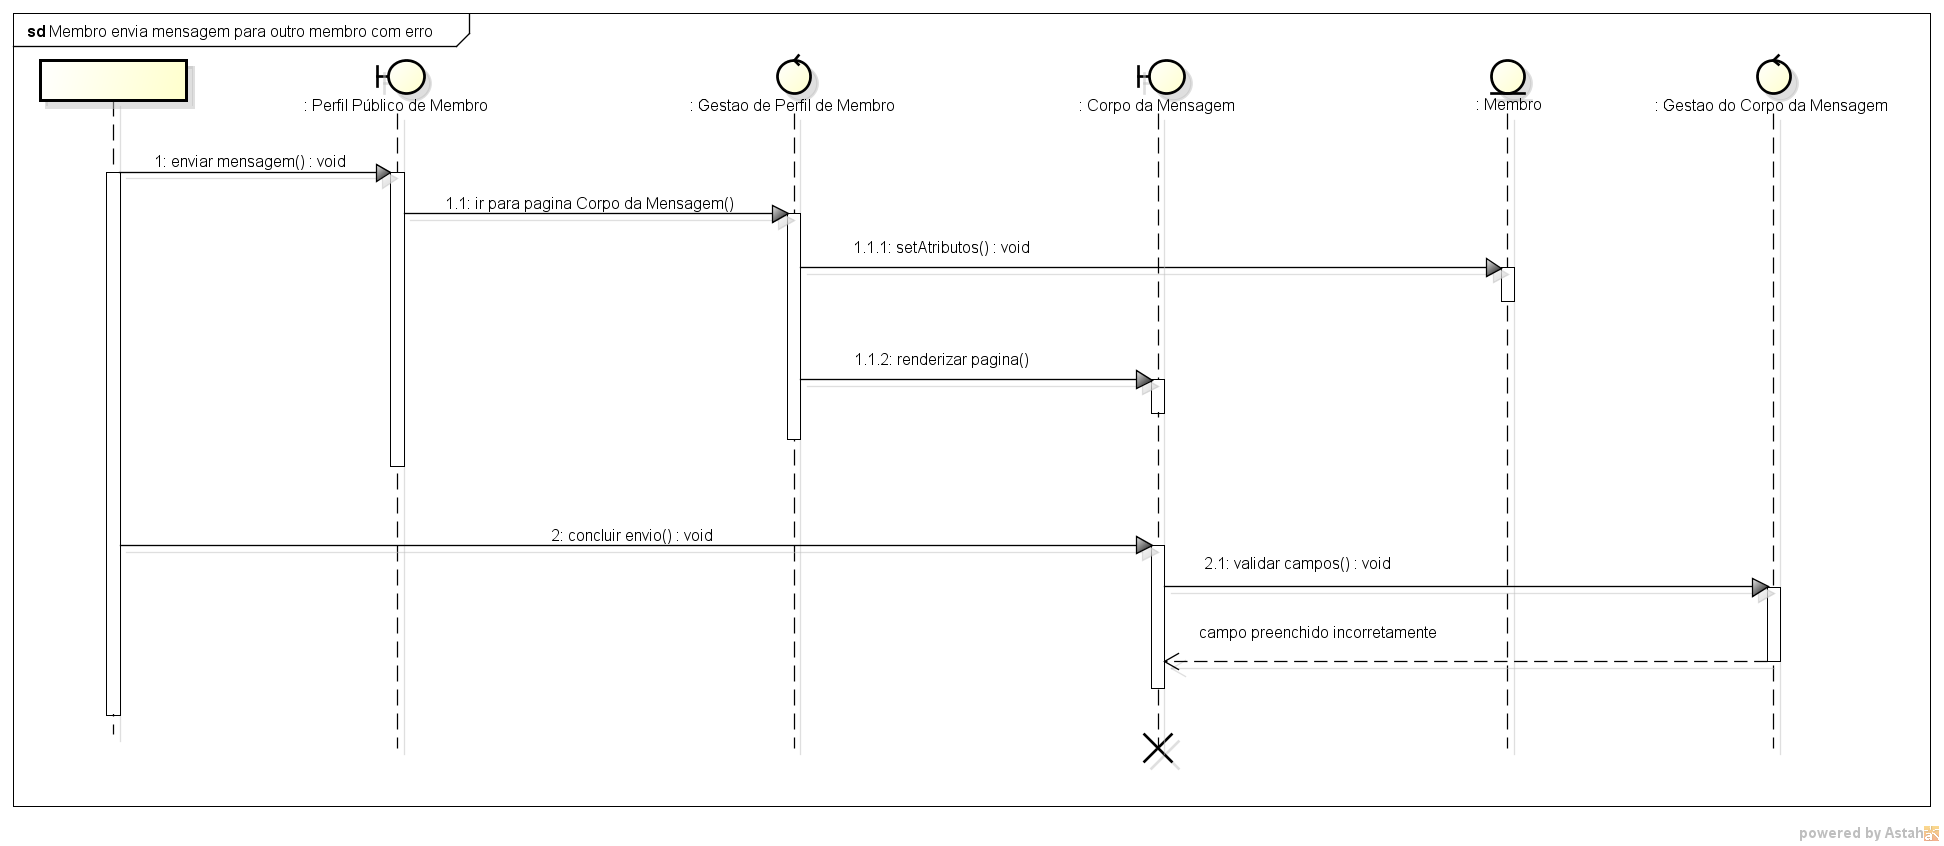 sd Membro envia mensagem para outro membro com erro
: Perfil Público de Membro
: Gestao de Perfil de Membro
: Corpo da Mensagem
: Membro
: Gestao do Corpo da Mensagem
1: enviar mensagem() : void
1.1: ir para pagina Corpo da Mensagem()
1.1.1: setAtributos() : void
1.1.2: renderizar pagina()
2: concluir envio() : void
2.1: validar campos() : void
campo preenchido incorretamente
powered by Astah